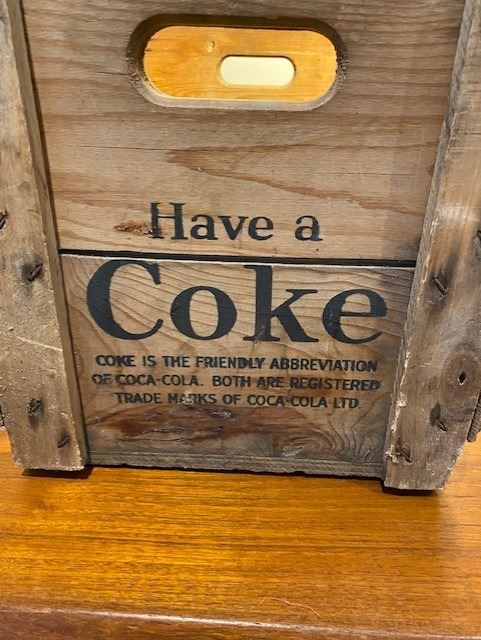 Have a
Coke
COKE IS THE FRIENDLY ABBREVIATION
OF COCA-COLA. BOTH ARE REGISTERED
TRADE MARKS OF COCA-COLA LTD.